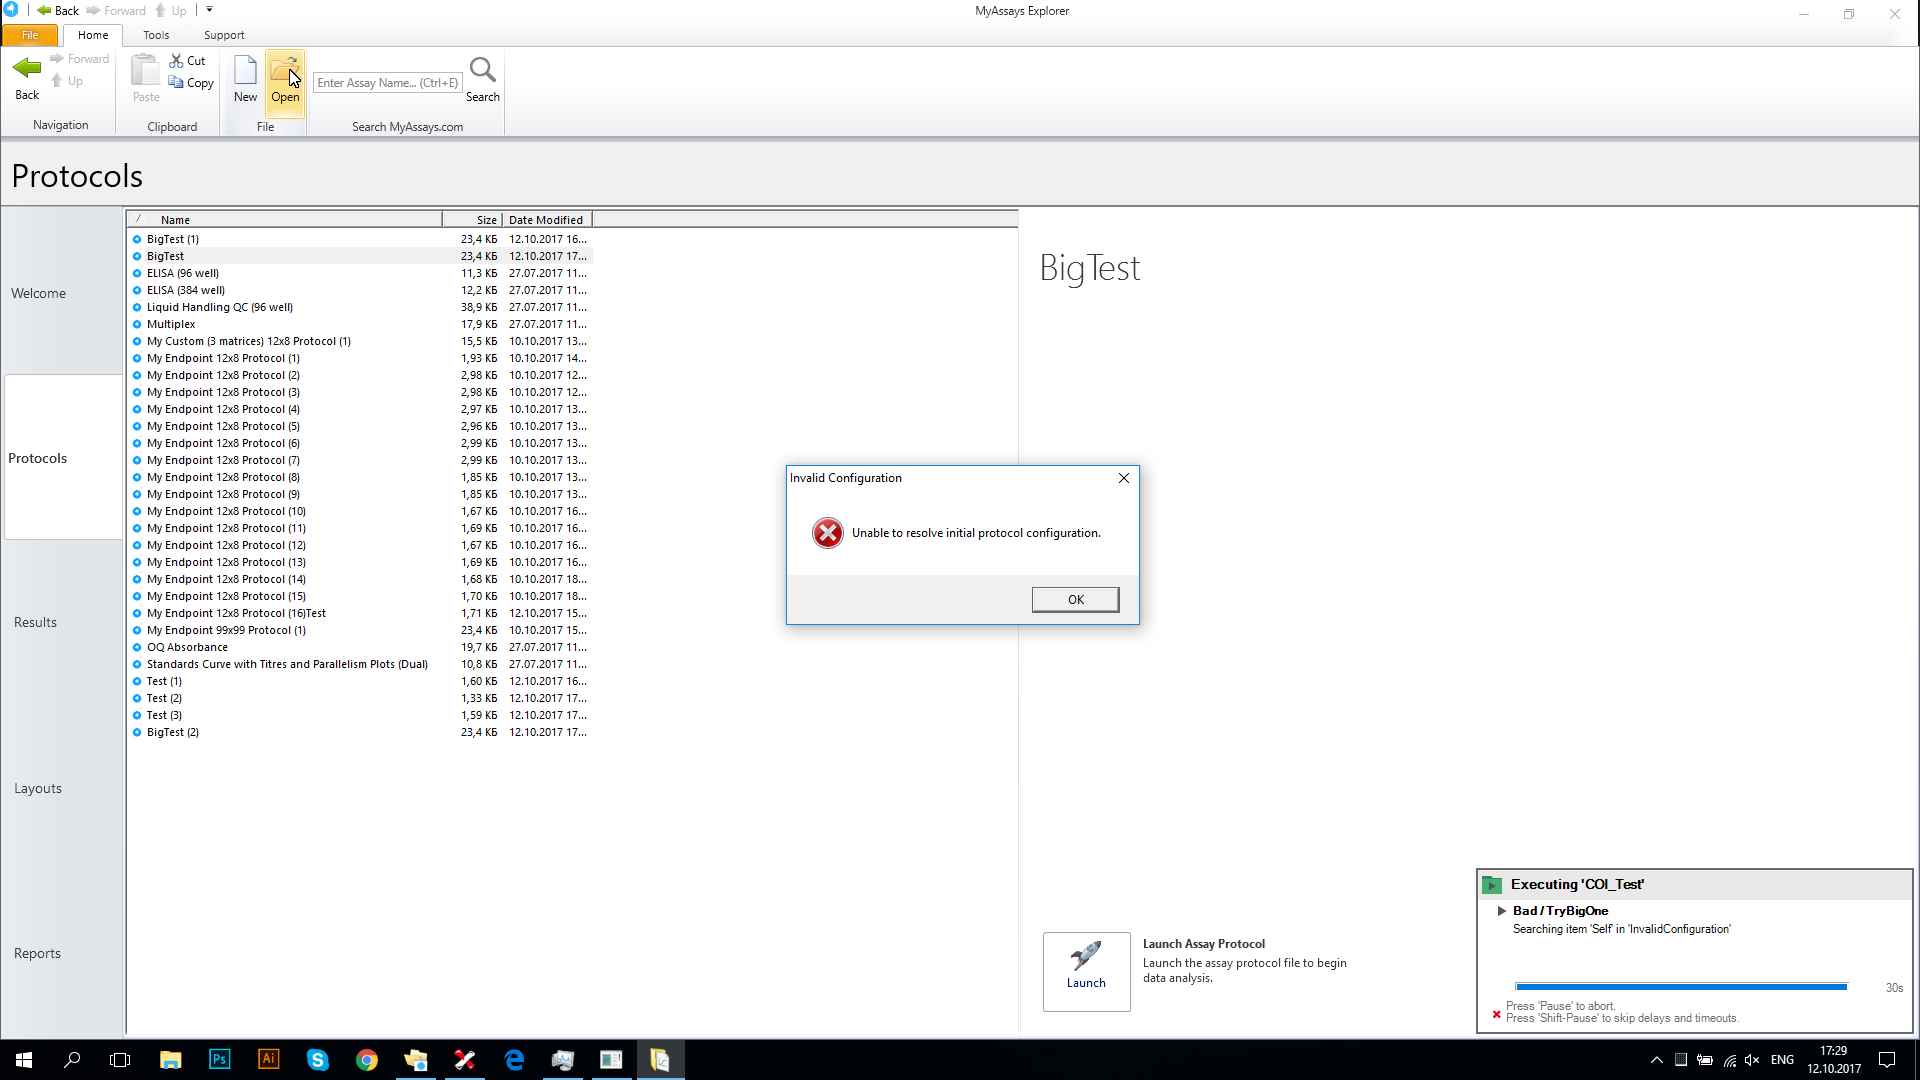 Back Forward Up
MyAssays Explorer
File Home Tools Support
Back
Forward
Up
Navigation
Paste
Cut
Copy
Clipboard
New
Open
File
Enter Assay Name... (Ctrl+E)
Search
Search MyAssays.com
Protocols
Welcome
Protocols
Results
Layouts
Reports
Name Size Date Modified
BigTest (1) 23,4 КБ 12.10.2017 16...
BigTest 23,4 КБ 12.10.2017 17...
ELISA (96 well) 11,3 КБ 27.07.2017 11...
ELISA (384 well) 12,2 КБ 27.07.2017 11...
Liquid Handling QC (96 well) 38,9 КБ 27.07.2017 11...
Multiplex 17,9 КБ 27.07.2017 11...
My Custom (3 matrices) 12x8 Protocol (1) 15,5 КБ 10.10.2017 13...
My Endpoint 12x8 Protocol (1) 1,93 КБ 10.10.2017 14...
My Endpoint 12x8 Protocol (2) 2,98 КБ 10.10.2017 12...
My Endpoint 12x8 Protocol (3) 2,98 КБ 10.10.2017 12...
My Endpoint 12x8 Protocol (4) 2,97 КБ 10.10.2017 13...
My Endpoint 12x8 Protocol (5) 2,96 КБ 10.10.2017 13...
My Endpoint 12x8 Protocol (6) 2,99 КБ 10.10.2017 13...
My Endpoint 12x8 Protocol (7) 2,99 КБ 10.10.2017 13...
My Endpoint 12x8 Protocol (8) 1,85 КБ 10.10.2017 13...
My Endpoint 12x8 Protocol (9) 1,85 КБ 10.10.2017 13...
My Endpoint 12x8 Protocol (10) 1,67 КБ 10.10.2017 16...
My Endpoint 12x8 Protocol (11) 1,69 КБ 10.10.2017 16...
My Endpoint 12x8 Protocol (12) 1,67 КБ 10.10.2017 16...
My Endpoint 12x8 Protocol (13) 1,69 КБ 10.10.2017 16...
My Endpoint 12x8 Protocol (14) 1,68 КБ 10.10.2017 18...
My Endpoint 12x8 Protocol (15) 1,70 КБ 10.10.2017 18...
My Endpoint 12x8 Protocol (16)Test 1,71 КБ 12.10.2017 15...
My Endpoint 99x99 Protocol (1) 23,4 КБ 10.10.2017 15...
OQ Absorbance 19,7 КБ 27.07.2017 11...
Standards Curve with Titres and Parallelism Plots (Dual) 10,8 КБ 27.07.2017 11...
Test (1) 1,60 КБ 12.10.2017 16...
Test (2) 1,33 КБ 12.10.2017 17...
Test (3) 1,59 КБ 12.10.2017 17...
BigTest (2) 23,4 КБ 12.10.2017 17...
BigTest
Invalid Configuration
Unable to resolve initial protocol configuration.
OK
Launch
Launch Assay Protocol
Launch the assay protocol file to begin
data analysis.
Executing 'COI_Test'
Bad / TryBigOne
Searching item 'Self' in 'InvalidConfiguration'
30s
Press 'Pause' to abort.
Press 'Shift-Pause' to skip delays and timeouts.
Ps Ai
ENG
17:29
12.10.2017